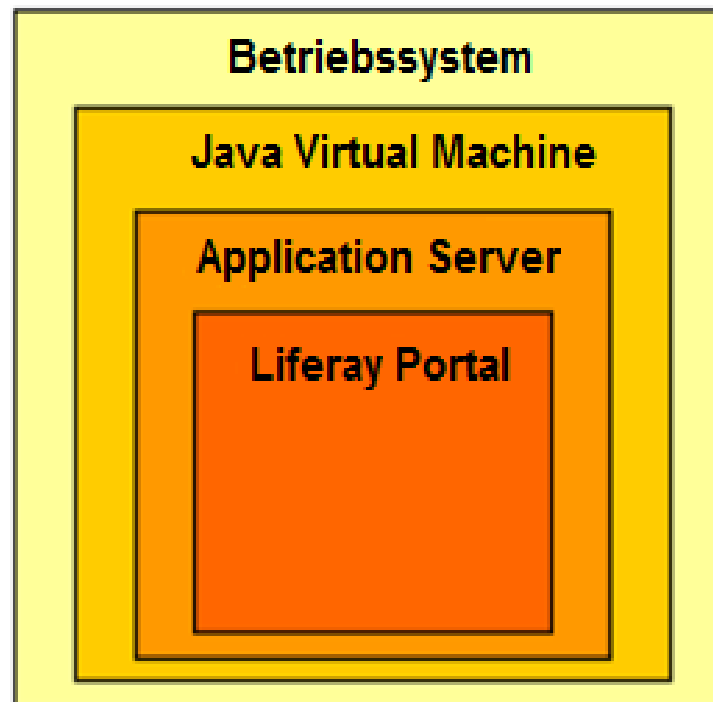 Betriebssystem
Java Virtual Machine
Application Server
Liferay Portal